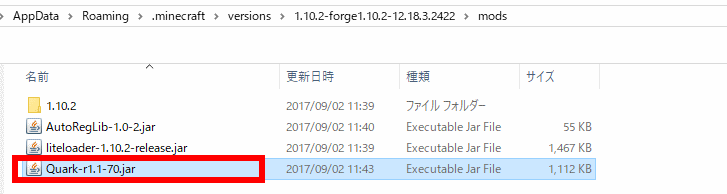 AppData › Roaming › .minecraft › versions › 1.10.2-forge1.10.2-12.18.3.2422 › mods
名前 更新日時 種類 サイズ
1.10.2 2017/09/02 11:39 ファイル フォルダー
AutoRegLib-1.0-2.jar 2017/09/02 11:40 Executable Jar File 55 KB
liteloader-1.10.2-release.jar 2017/09/02 11:39 Executable Jar File 1,467 KB
Quark-r1.1-70.jar 2017/09/02 11:43 Executable Jar File 1,112 KB